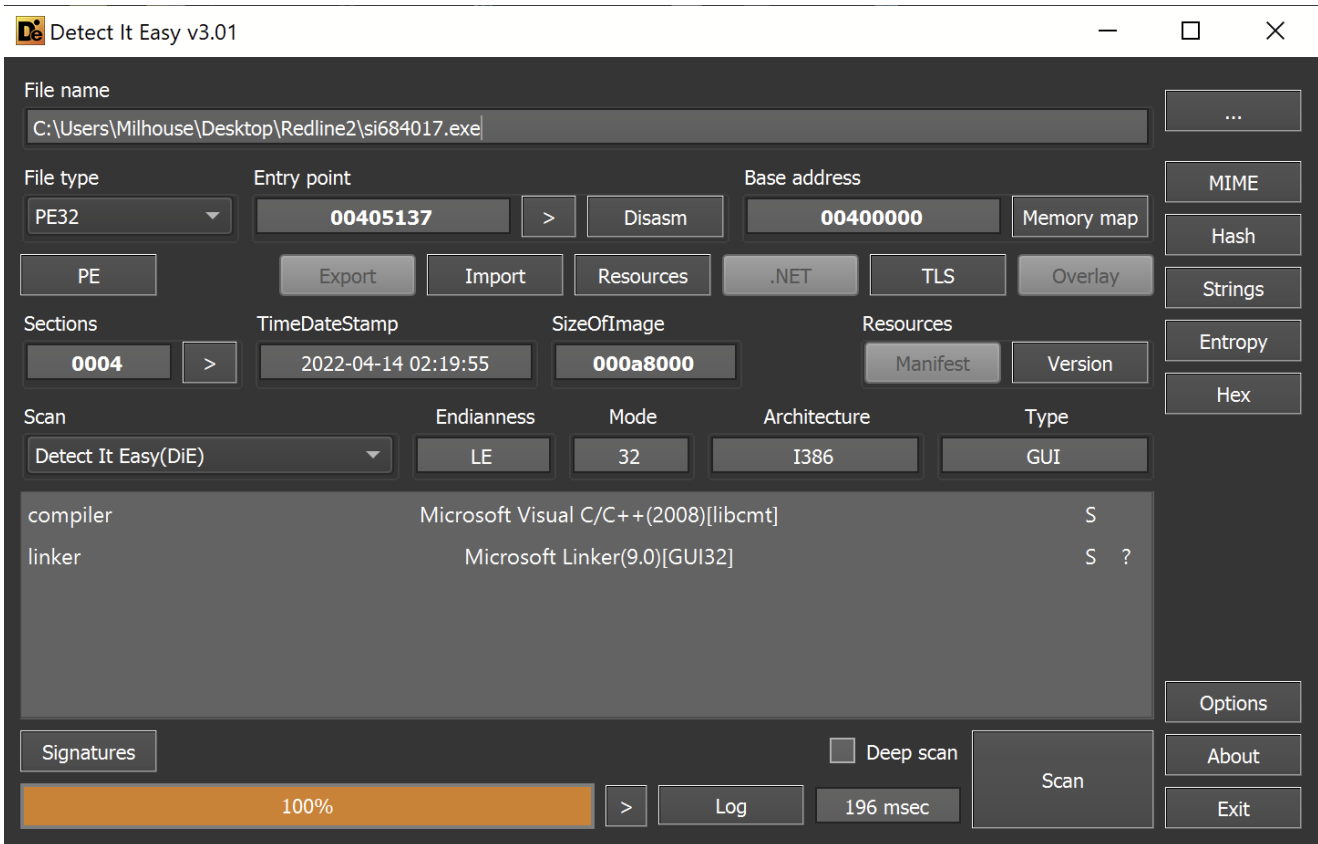 Detect It Easy v3.01
File name
C:\Users\Milhouse\Desktop\Redline2\si684017.exe
...
File type Entry point Base address
PE32 00405137 > Disasm 00400000 Memory map
MIME
Hash
PE Export Import Resources .NET TLS Overlay
Strings
Sections TimeDateStamp SizeOfImage Resources
0004 > 2022-04-14 02:19:55 000a8000 Manifest Version
Entropy
Hex
Scan Endianness Mode Architecture Type
Detect It Easy(DiE) LE 32 I386 GUI
compiler Microsoft Visual C/C++(2008)[libcmt] S
linker Microsoft Linker(9.0)[GUI32] S ?
Options
Signatures Deep scan Scan About
100% > Log 196 msec Exit